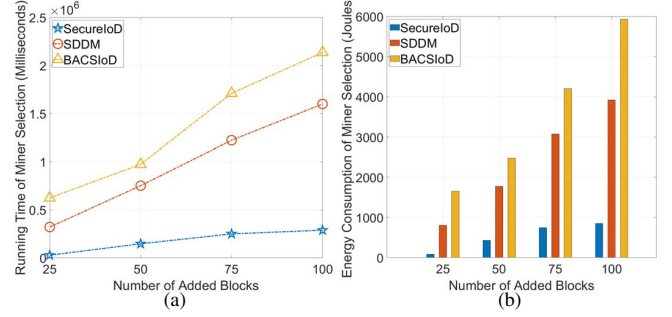 2.5
×10⁶
SecureIoD
SDDM
BACSIoD
2
1.5
1
0.5
0
25
50
75
100
Running Time of Miner Selection (Milliseconds)
Number of Added Blocks
(a)
6000
SecureIoD
SDDM
BACSIoD
5000
4000
3000
2000
1000
0
25
50
75
100
Energy Consumption of Miner Selection (Joules)
Number of Added Blocks
(b)